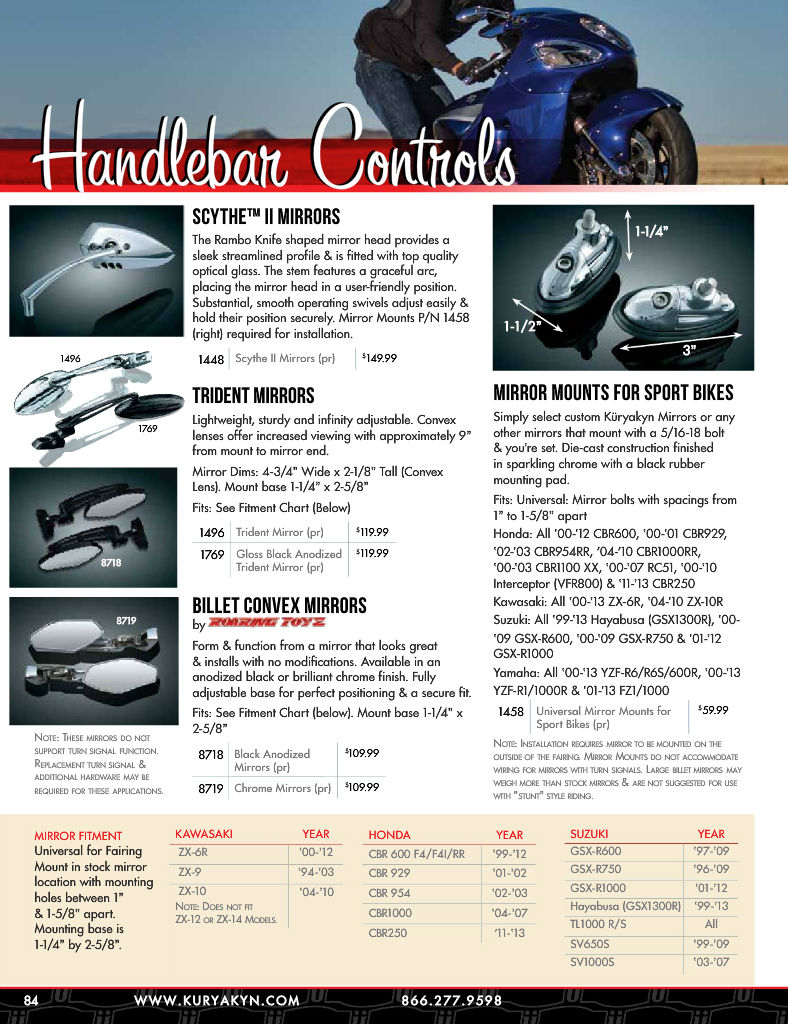 Handlebar Controls
SCYTHE™ II MIRRORS
The Rambo Knife shaped mirror head provides a
sleek streamlined profile & is fitted with top quality
optical glass. The stem features a graceful arc,
placing the mirror head in a user-friendly position.
Substantial, smooth operating swivels adjust easily &
hold their position securely. Mirror Mounts P/N 1458
(right) required for installation.
1448 Scythe II Mirrors (pr) $149.99
1496
1769
TRIDENT MIRRORS
Lightweight, sturdy and infinity adjustable. Convex
lenses offer increased viewing with approximately 9"
from mount to mirror end.
Mirror Dims: 4-3/4" Wide x 2-1/8" Tall (Convex
Lens). Mount base 1-1/4" x 2-5/8"
Fits: See Fitment Chart (Below)
1496 Trident Mirror (pr) $119.99
1769 Gloss Black Anodized
Trident Mirror (pr) $119.99
8718
8719
BILLET CONVEX MIRRORS
by ROARING TOYZ
Form & function from a mirror that looks great
& installs with no modifications. Available in an
anodized black or brilliant chrome finish. Fully
adjustable base for perfect positioning & a secure fit.
Fits: See Fitment Chart (below). Mount base 1-1/4" x
2-5/8"
8718 Black Anodized
Mirrors (pr) $109.99
8719 Chrome Mirrors (pr) $109.99
NOTE: THESE MIRRORS DO NOT
SUPPORT TURN SIGNAL FUNCTION.
REPLACEMENT TURN SIGNAL &
ADDITIONAL HARDWARE MAY BE
REQUIRED FOR THESE APPLICATIONS.
1-1/4"
1-1/2"
3"
MIRROR MOUNTS FOR SPORT BIKES
Simply select custom Küryakyn Mirrors or any
other mirrors that mount with a 5/16-18 bolt
& you're set. Die-cast construction finished
in sparkling chrome with a black rubber
mounting pad.
Fits: Universal: Mirror bolts with spacings from
1" to 1-5/8" apart
Honda: All '00-'12 CBR600, '00-'01 CBR929,
'02-'03 CBR954RR, '04-'10 CBR1000RR,
'00-'03 CBR1100 XX, '00-'07 RC51, '00-'10
Interceptor (VFR800) & '11-'13 CBR250
Kawasaki: All '00-'13 ZX-6R, '04-'10 ZX-10R
Suzuki: All '99-'13 Hayabusa (GSX1300R), '00-
'09 GSX-R600, '00-'09 GSX-R750 & '01-'12
GSX-R1000
Yamaha: All '00-'13 YZF-R6/R6S/600R, '00-'13
YZF-R1/1000R & '01-'13 FZ1/1000
1458 Universal Mirror Mounts for
Sport Bikes (pr) $59.99
NOTE: INSTALLATION REQUIRES MIRROR TO BE MOUNTED ON THE
OUTSIDE OF THE FAIRING. MIRROR MOUNTS DO NOT ACCOMMODATE
WIRING FOR MIRRORS WITH TURN SIGNALS. LARGE BILLET MIRRORS MAY
WEIGH MORE THAN STOCK MIRRORS & ARE NOT SUGGESTED FOR USE
WITH "STUNT" STYLE RIDING.
MIRROR FITMENT
Universal for Fairing
Mount in stock mirror
location with mounting
holes between 1"
& 1-5/8" apart.
Mounting base is
1-1/4" by 2-5/8".
KAWASAKI YEAR
ZX-6R '00-'12
ZX-9 '94-'03
ZX-10 '04-'10
NOTE: DOES NOT FIT
ZX-12 OR ZX-14 MODELS.
HONDA YEAR
CBR 600 F4/F4I/RR '99-'12
CBR 929 '01-'02
CBR 954 '02-'03
CBR1000 '04-'07
CBR250 '11-'13
SUZUKI YEAR
GSX-R600 '97-'09
GSX-R750 '96-'09
GSX-R1000 '01-'12
Hayabusa (GSX1300R) '99-'13
TL1000 R/S All
SV650S '99-'09
SV1000S '03-'07
84 WWW.KURYAKYN.COM 866.277.9598